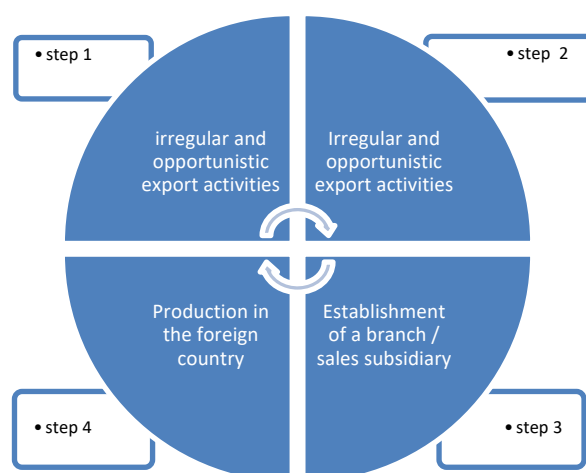 • step 1
• step  2
irregular and
opportunistic
export activities
Irregular and
opportunistic
export activities
Production in
the foreign
country
Establishment
of a branch /
sales subsidiary
• step 4
• step 3